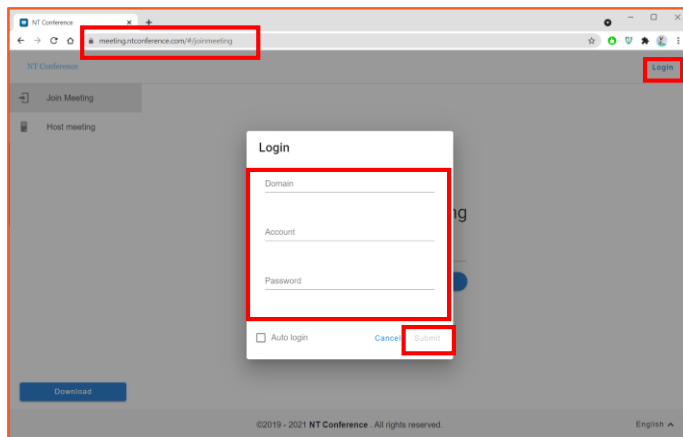 NT Conference
meeting.ntconference.com/#/joinmeeting
NT Conference
Login
Join Meeting
Host meeting
Login
Domain
Account
Password
Auto login
Cancel
Submit
Download
©2019 - 2021 NT Conference . All rights reserved.
English